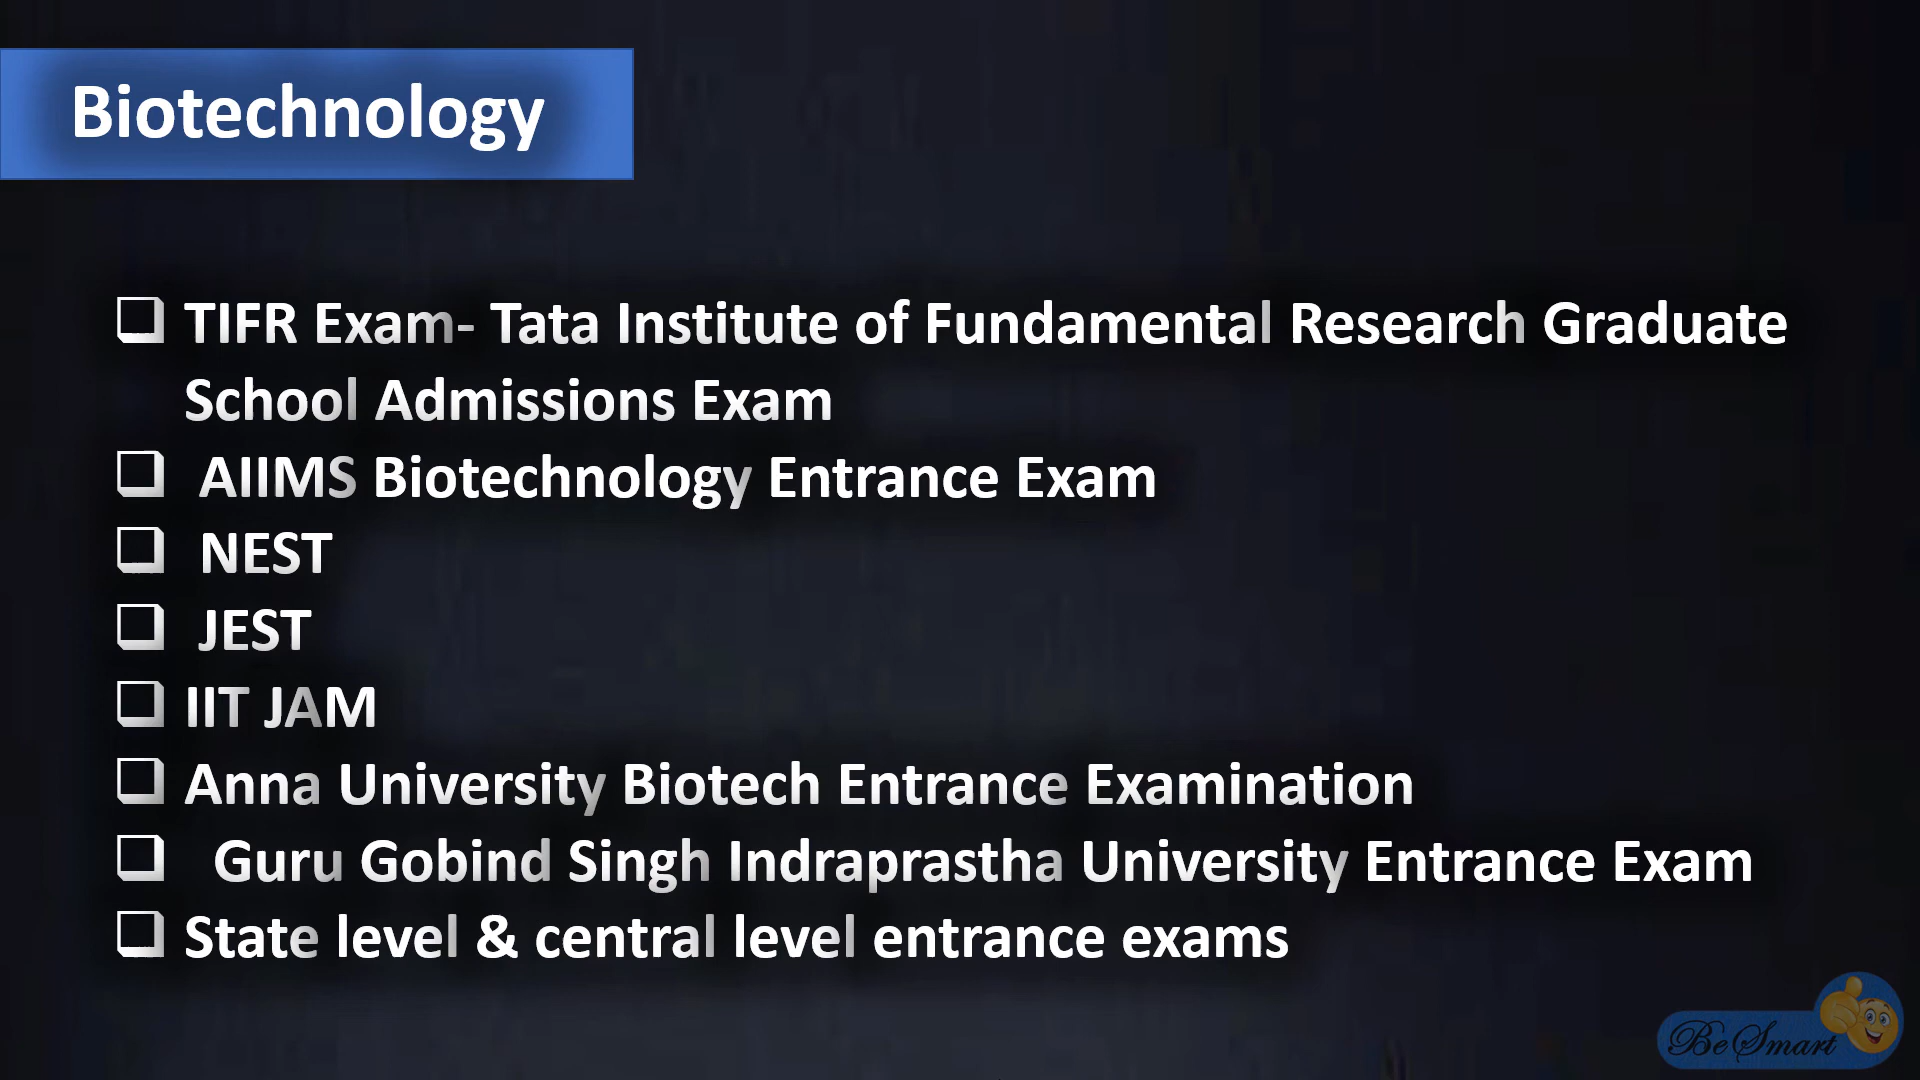 Biotechnology
TIFR Exam- Tata Institute of Fundamental Research Graduate
School Admissions Exam
AIIMS Biotechnology Entrance Exam
NEST
JEST
IIT JAM
Anna University Biotech Entrance Examination
Guru Gobind Singh Indraprastha University Entrance Exam
State level & central level entrance exams
Be Smart